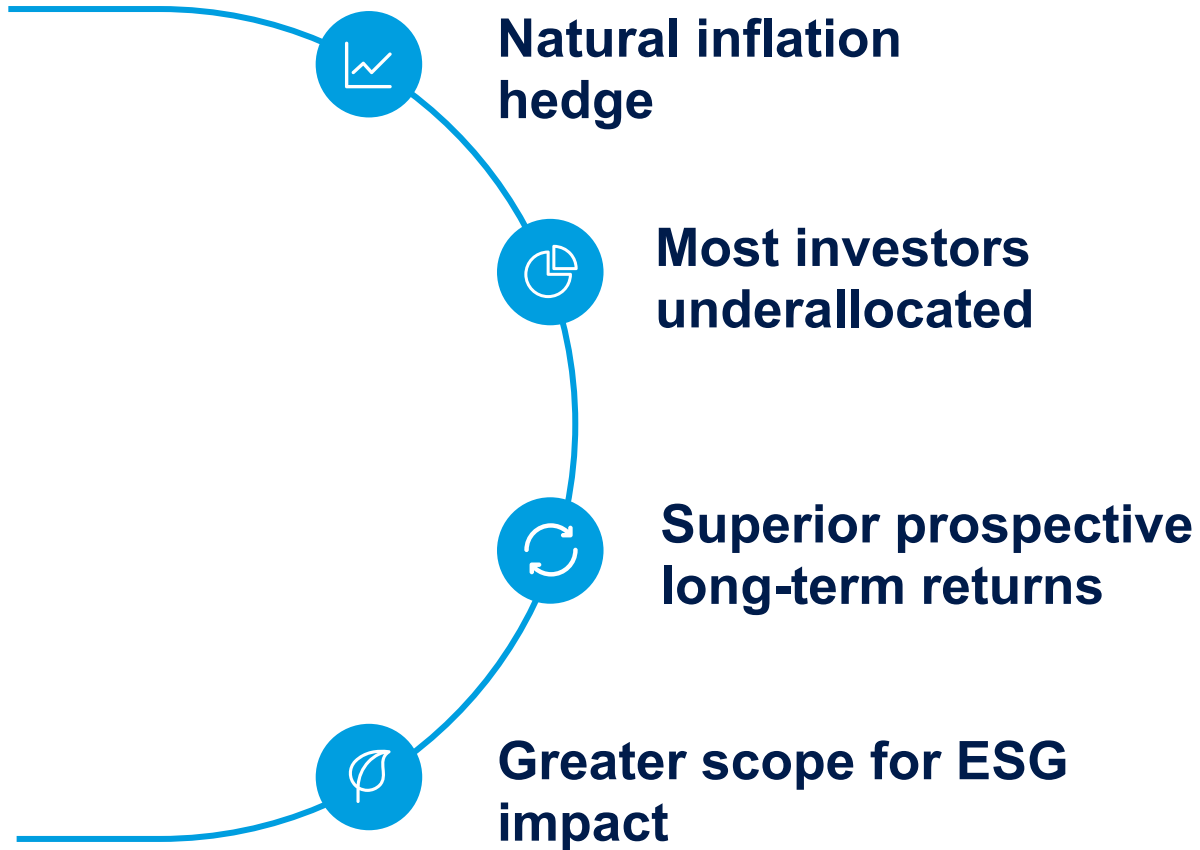 Natural inflation
hedge
Most investors
underallocated
Superior prospective
long-term returns
Greater scope for ESG
impact